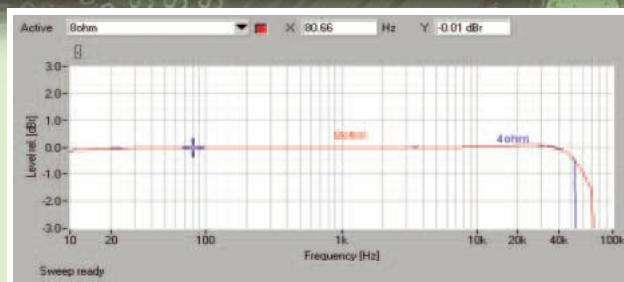 Active 8ohm X 80.66 Hz Y -0.01 dBr
3.0
2.0
1.0
0.0
-1.0
-2.0
-3.0
Level rel. [dBr]
4ohm
10 20 100 1k 10k 20k 40k 100k
Frequency [Hz]
Sweep ready